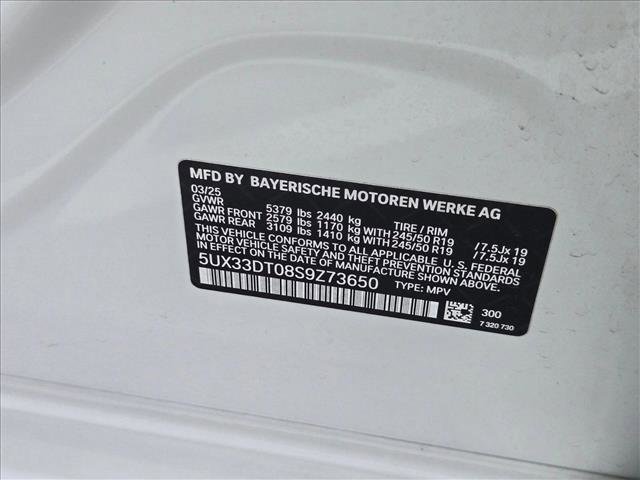 MFD BY BAYERISCHE MOTOREN WERKE AG
03/25
GVWR 5379 lbs 2440 kg TIRE / RIM
GAWR FRONT 2579 lbs 1170 kg WITH 245/50 R19 /7.5Jx 19
GAWR REAR 3109 lbs 1410 kg WITH 245/50 R19 /7.5Jx 19
THIS VEHICLE CONFORMS TO ALL APPLICABLE U.S. FEDERAL
MOTOR VEHICLE SAFETY, BUMPER, AND THEFT PREVENTION
STANDARDS IN EFFECT ON THE DATE OF MANUFACTURE SHOWN ABOVE.
5UX33DT08S9Z73650 TYPE: MPV
300
7 320 730